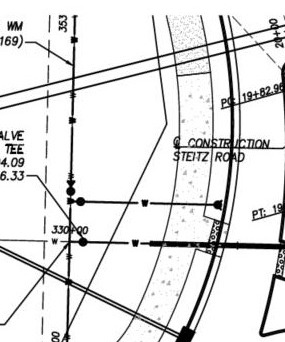 WM
169)
353
20+00
PC: 19+82.96
℄ CONSTRUCTION
STEITZ ROAD
ALVE
TEE
4.09
6.33
W
PT: 19
330+00
W
W
00